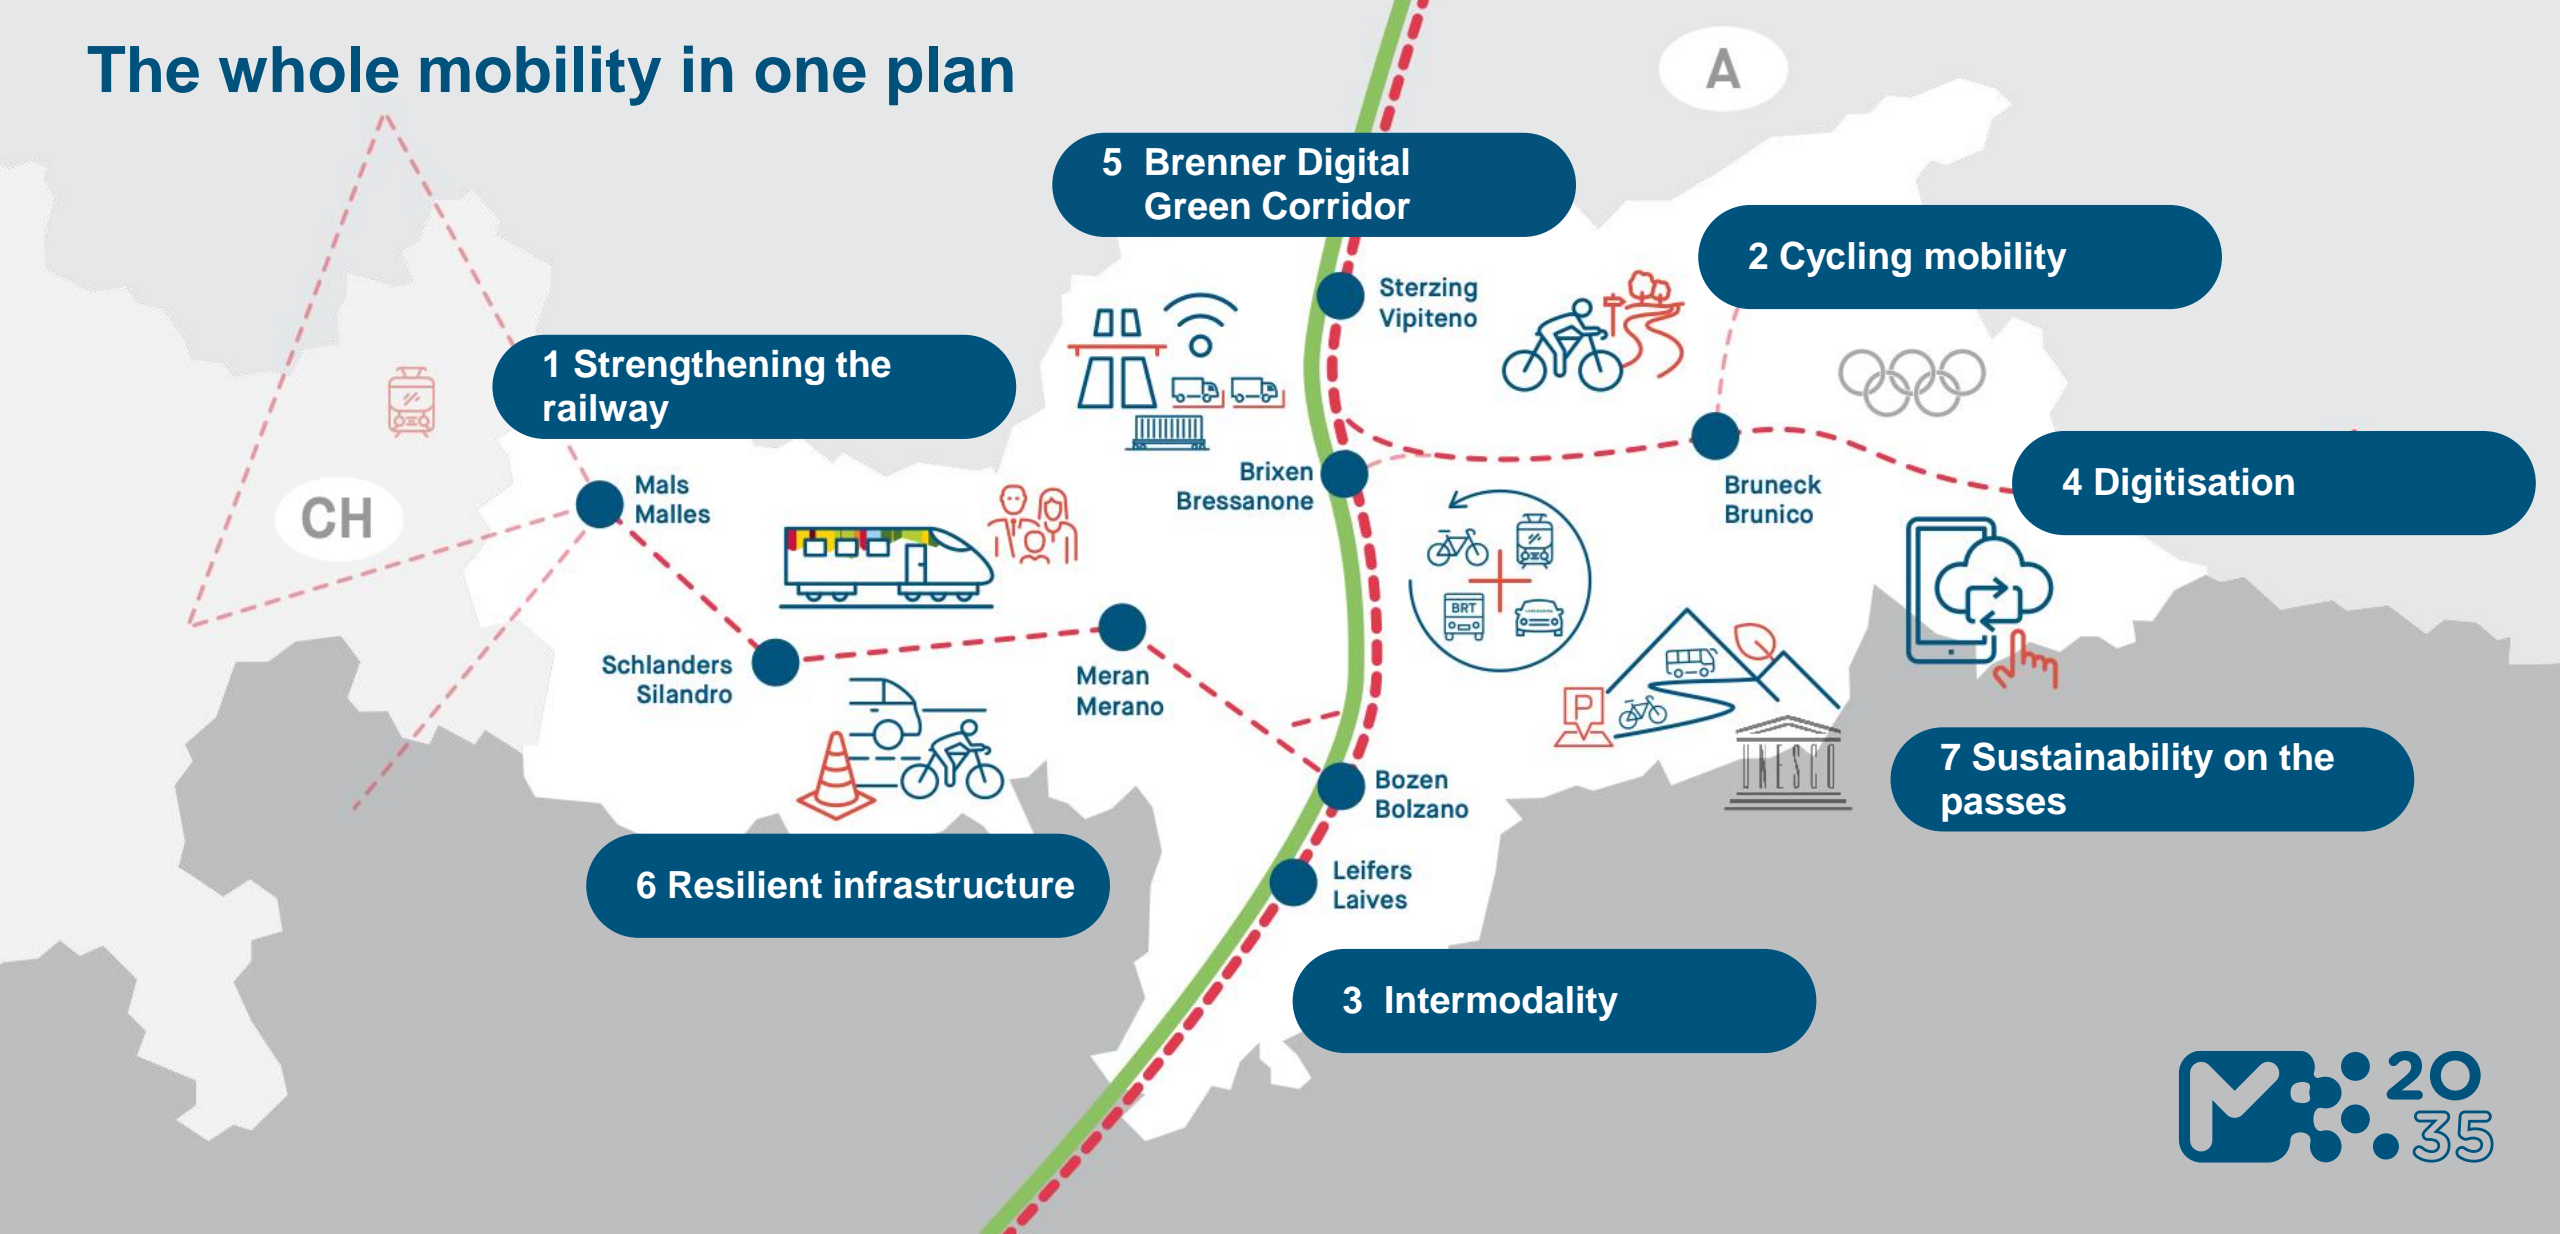 The whole mobility in one plan
A
5 Brenner Digital
Green Corridor
2 Cycling mobility
Sterzing
Vipiteno
1 Strengthening the
railway
CH
Mals
Malles
Brixen
Bressanone
Bruneck
Brunico
4 Digitisation
BRT
Schlanders
Silandro
Meran
Merano
P
UNESCO
7 Sustainability on the
passes
Bozen
Bolzano
6 Resilient infrastructure
Leifers
Laives
3 Intermodality
M
20
35